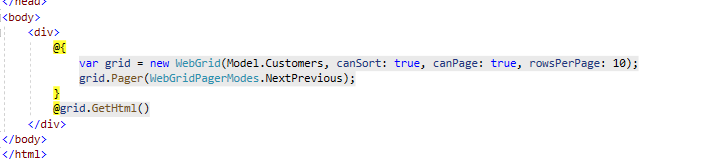 </head>
<body>
<div>
@{
var grid = new WebGrid(Model.Customers, canSort: true, canPage: true, rowsPerPage: 10);
grid.Pager(WebGridPagerModes.NextPrevious);
}
@grid.GetHtml()
</div>
</body>
</html>